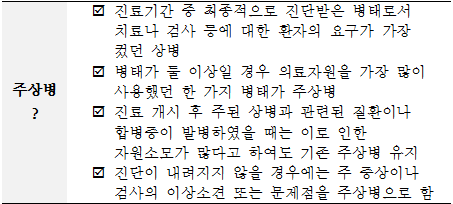 주상병
?
☑ 진료기간 중 최종적으로 진단받은 병태로서
치료나 검사 등에 대한 환자의 요구가 가장
컸던 상병
☑ 병태가 둘 이상일 경우 의료자원을 가장 많이
사용했던 한 가지 병태가 주상병
☑ 진료 개시 후 주된 상병과 관련된 질환이나
합병증이 발병하였을 때는 이로 인한
자원소모가 많다고 하여도 기존 주상병 유지
☑ 진단이 내려지지 않을 경우에는 주 증상이나
검사의 이상소견 또는 문제점을 주상병으로 함